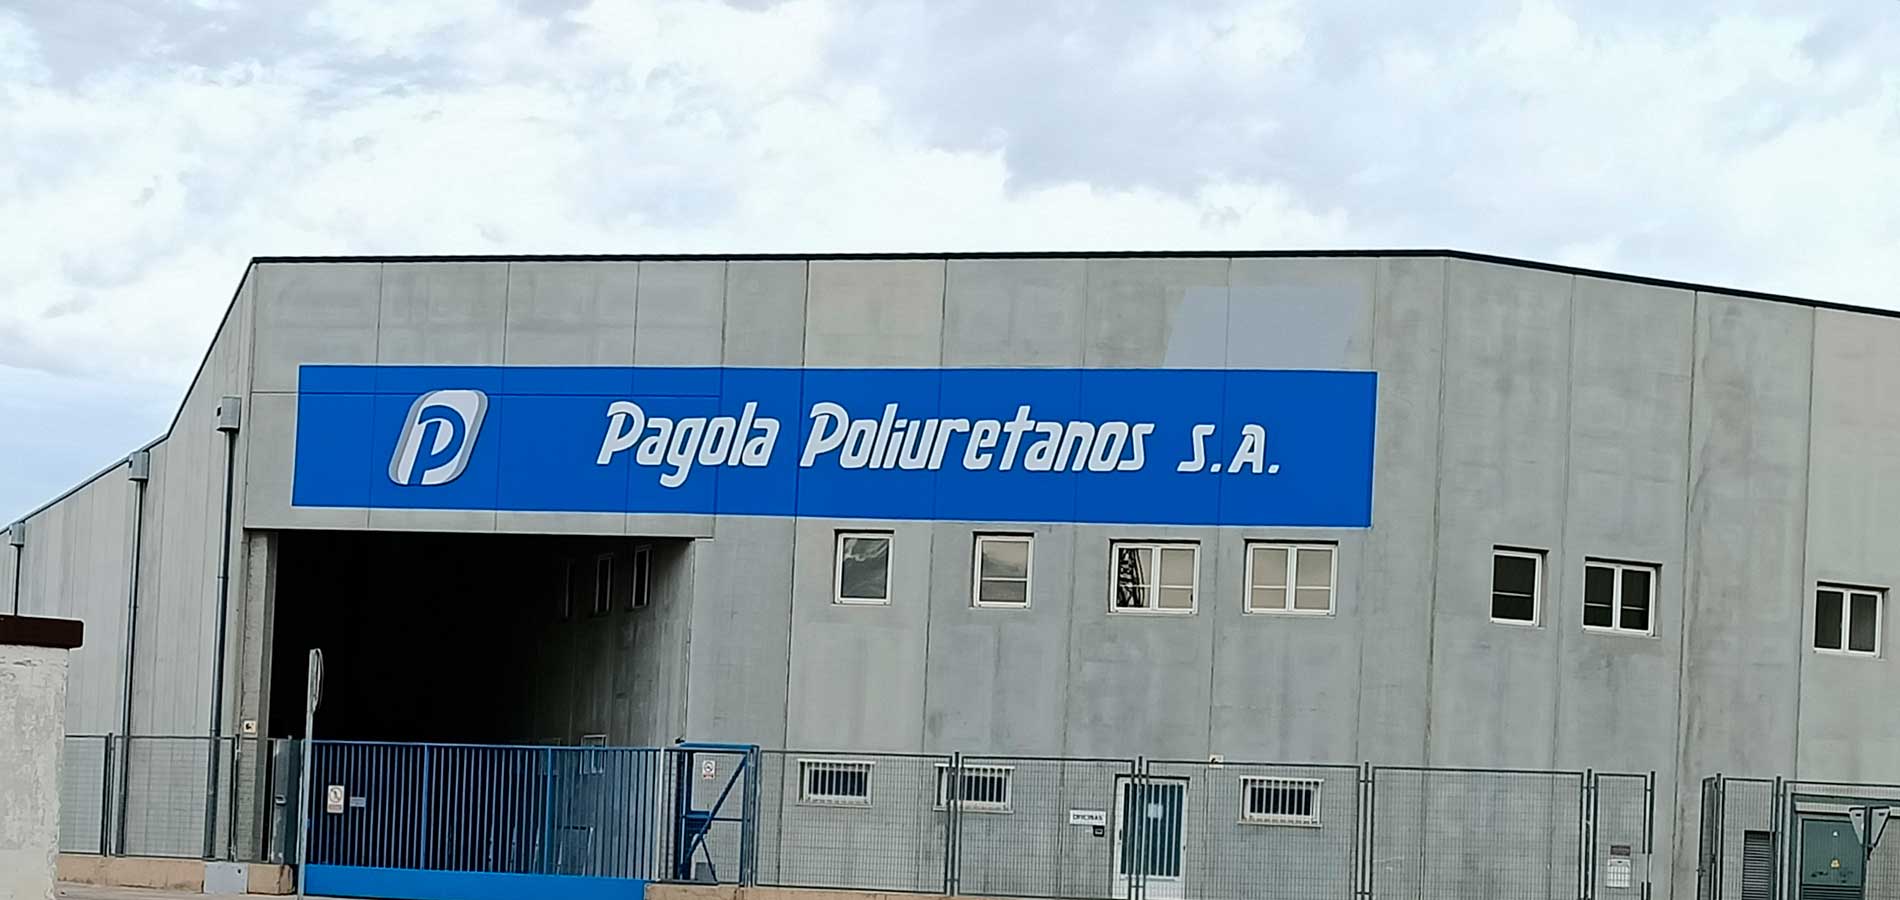 P Pagola Poliuretanos S.A.
OFICINAS